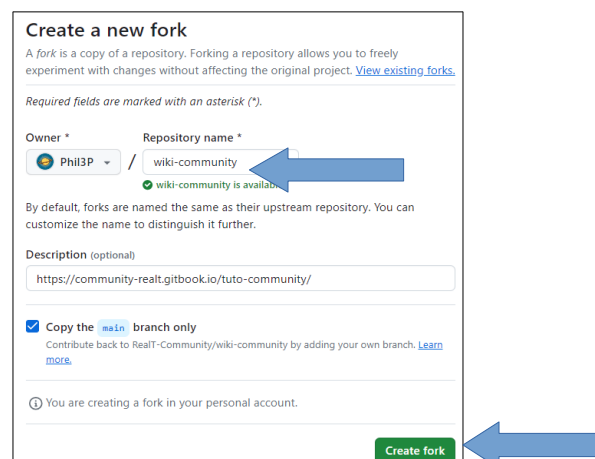 Create a new fork
A fork is a copy of a repository. Forking a repository allows you to freely
experiment with changes without affecting the original project. View existing forks.
Required fields are marked with an asterisk (*).
Owner * Repository name *
Phil3P / wiki-community
wiki-community is available
By default, forks are named the same as their upstream repository. You can
customize the name to distinguish it further.
Description (optional)
https://community-realt.gitbook.io/tuto-community/
Copy the main branch only
Contribute back to RealT-Community/wiki-community by adding your own branch. Learn
more.
You are creating a fork in your personal account.
Create fork